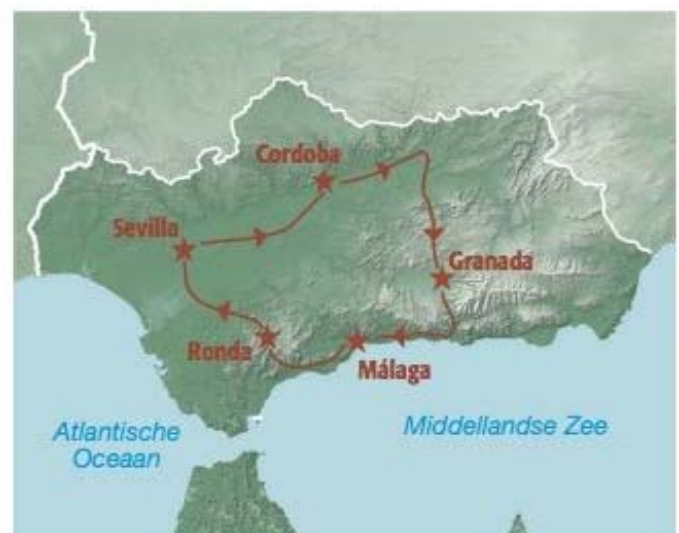 Cordoba
Sevilla
Granada
Ronda
Málaga
Atlantische
Oceaan
Middellandse Zee